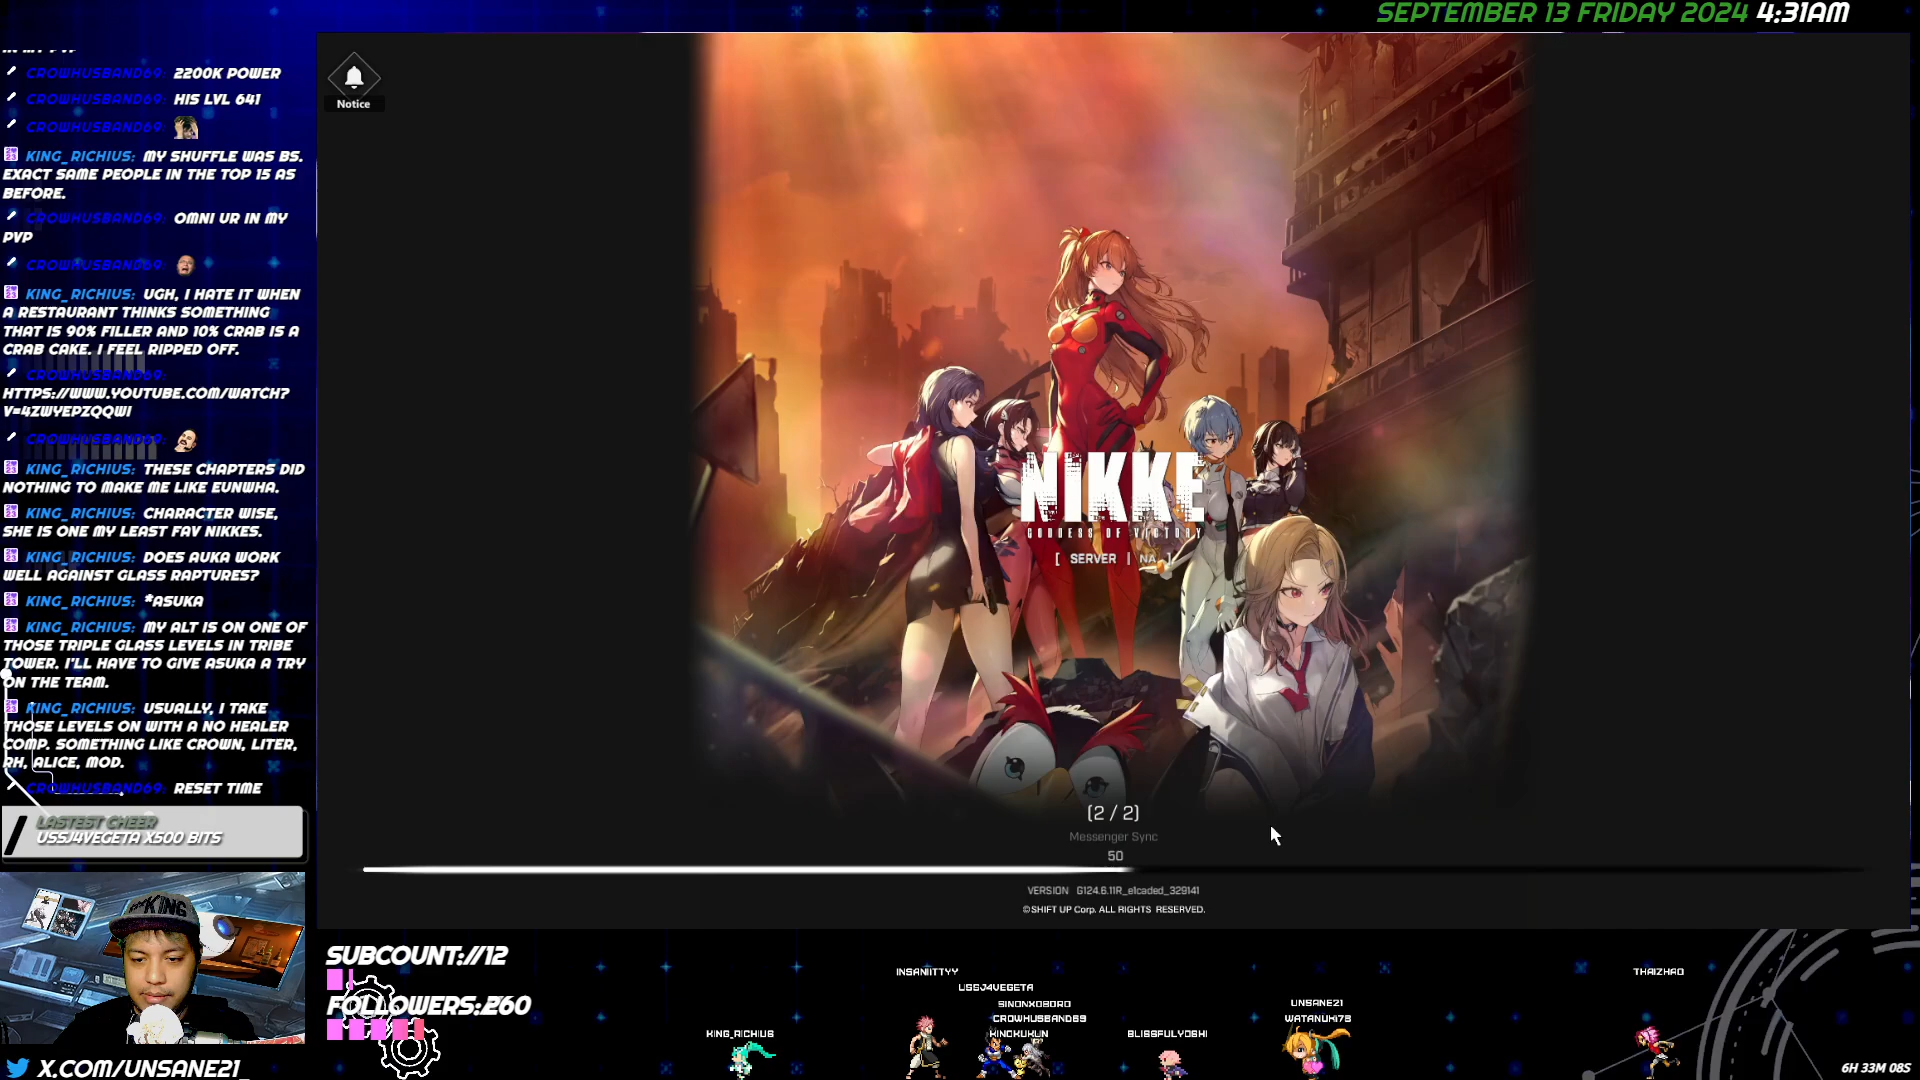 SEPTEMBER 13 FRIDAY 2024 4:31AM
IN MY PVP
CROWHUSBAND69: 2200K POWER
CROWHUSBAND69: HIS LVL 641
CROWHUSBAND69:
KING_RICHIUS: MY SHUFFLE WAS BS.
EXACT SAME PEOPLE IN THE TOP 15 AS
BEFORE.
CROWHUSBAND69: OMNI UR IN MY
PVP
CROWHUSBAND69:
KING_RICHIUS: UGH, I HATE IT WHEN
A RESTAURANT THINKS SOMETHING
THAT IS 90% FILLER AND 10% CRAB IS A
CRAB CAKE. I FEEL RIPPED OFF.
CROWHUSBAND69:
HTTPS://WWW.YOUTUBE.COM/WATCH?
V=4ZWYEPZQQWI
CROWHUSBAND69:
KING_RICHIUS: THESE CHAPTERS DID
NOTHING TO MAKE ME LIKE EUNWHA.
KING_RICHIUS: CHARACTER WISE,
SHE IS ONE MY LEAST FAV NIKKES.
KING_RICHIUS: DOES AUKA WORK
WELL AGAINST GLASS RAPTURES?
KING_RICHIUS: *ASUKA
KING_RICHIUS: MY ALT IS ON ONE OF
THOSE TRIPLE GLASS LEVELS IN TRIBE
TOWER. I'LL HAVE TO GIVE ASUKA A TRY
ON THE TEAM.
KING_RICHIUS: USUALLY, I TAKE
THOSE LEVELS ON WITH A NO HEALER
COMP. SOMETHING LIKE CROWN, LITER,
RH, ALICE, MOD.
CROWHUSBAND69: RESET TIME
LASTEST CHEER
USSJ4VEGETA X500 BITS
KING
X.COM/UNSANE21_
Notice
NIKKE
GODDESS OF VICTORY
[ SERVER | NA ]
(2 / 2)
Messenger Sync
50
VERSION G124.6.11R_e1caded_329141
©SHIFT UP Corp. ALL RIGHTS RESERVED.
SUBCOUNT://12
FOLLOWERS:260
KING_RICHIUS
INSANIITTYY
USSJ4VEGETA
SINONXOBORO
CROWHUSBAND69
HINOKUKUN
BLISSFULYOSHI
UNSANE21
WATANUKI79
THAIZHAO
6H 33M 08S